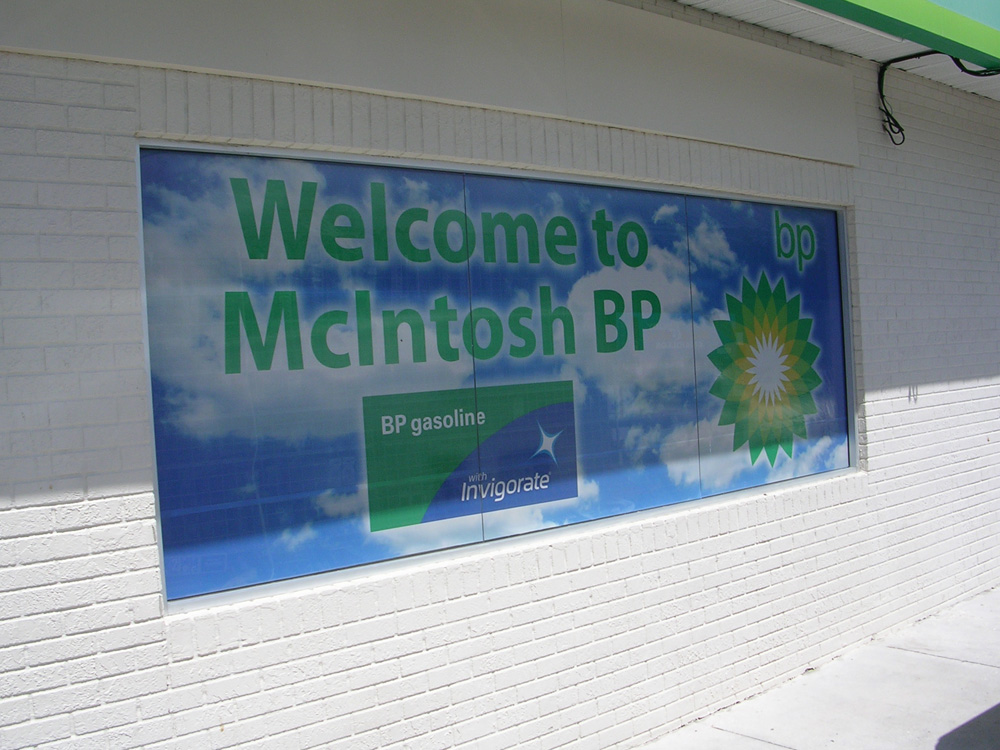 Welcome to
McIntosh BP
bp
BP gasoline
with
Invigorate